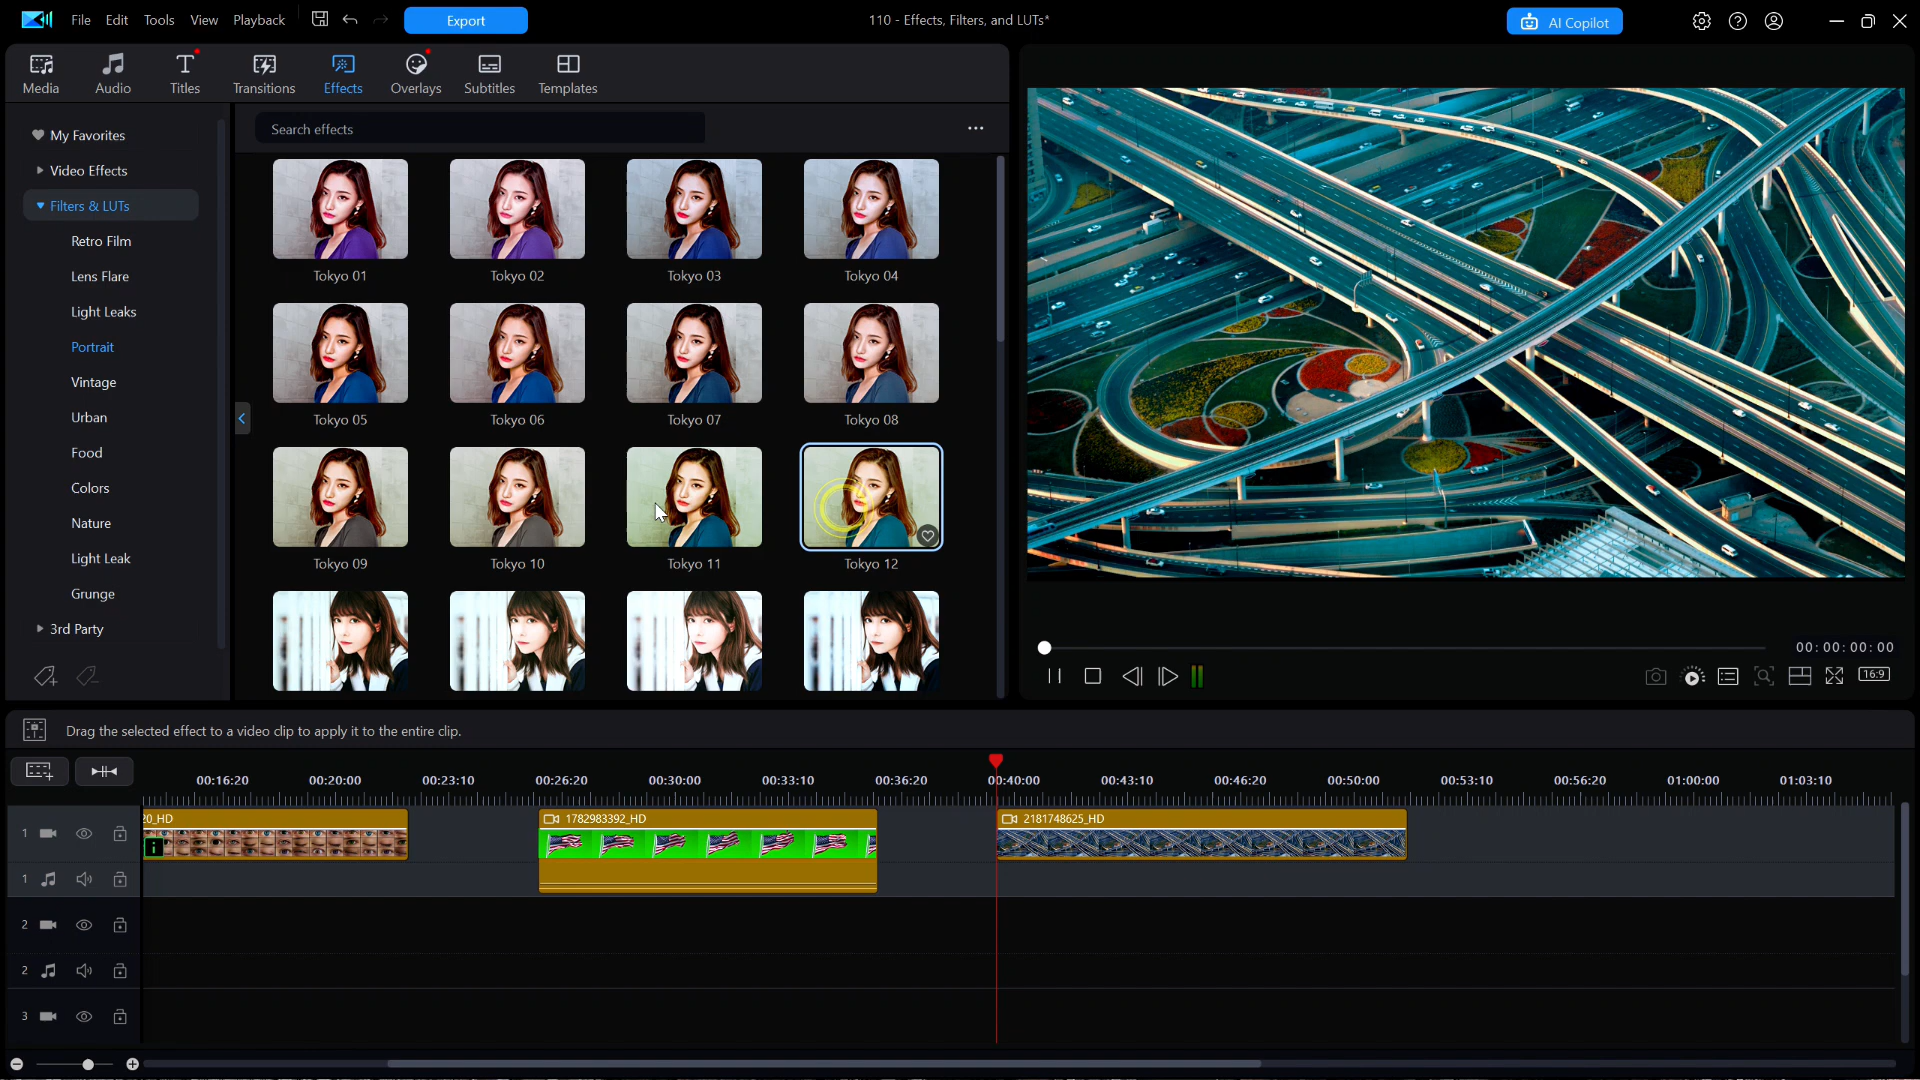 File Edit Tools View Playback Export 110 - Effects, Filters, and LUTs* AI Copilot
Media Audio Titles Transitions Effects Overlays Subtitles Templates
My Favorites
Video Effects
Filters & LUTs
Retro Film
Lens Flare
Light Leaks
Portrait
Vintage
Urban
Food
Colors
Nature
Light Leak
Grunge
3rd Party
Search effects
Tokyo 01 Tokyo 02 Tokyo 03 Tokyo 04
Tokyo 05 Tokyo 06 Tokyo 07 Tokyo 08
Tokyo 09 Tokyo 10 Tokyo 11 Tokyo 12
00:00:00:00
16:9
Drag the selected effect to a video clip to apply it to the entire clip.
00:16:20 00:20:00 00:23:10 00:26:20 00:30:00 00:33:10 00:36:20 00:40:00 00:43:10 00:46:20 00:50:00 00:53:10 00:56:20 01:00:00 01:03:10
20_HD 1782983392_HD 2181748625_HD
1 i
1
2
2
3